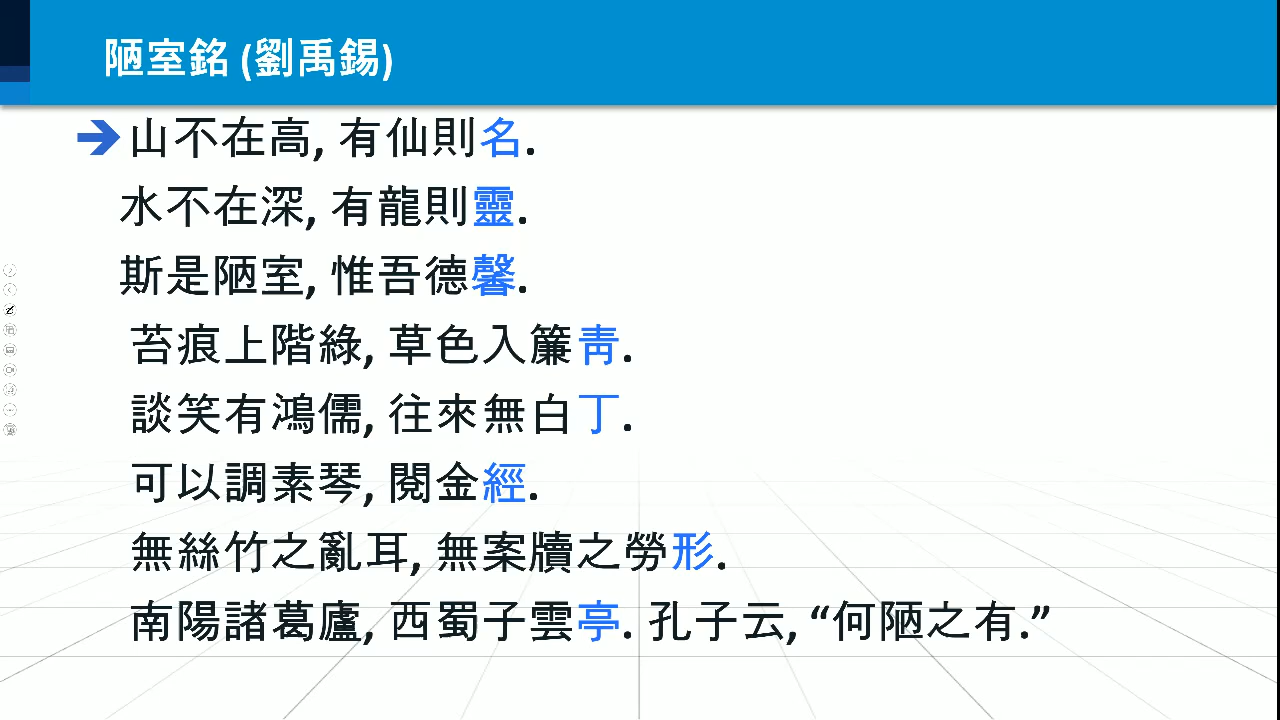 陋室銘 (劉禹錫)
➔山不在高, 有仙則名.
水不在深, 有龍則靈.
斯是陋室, 惟吾德馨.
苔痕上階綠, 草色入簾靑.
談笑有鴻儒, 往來無白丁.
可以調素琴, 閱金經.
無絲竹之亂耳, 無案牘之勞形.
南陽諸葛廬, 西蜀子雲亭. 孔子云, “何陋之有.”